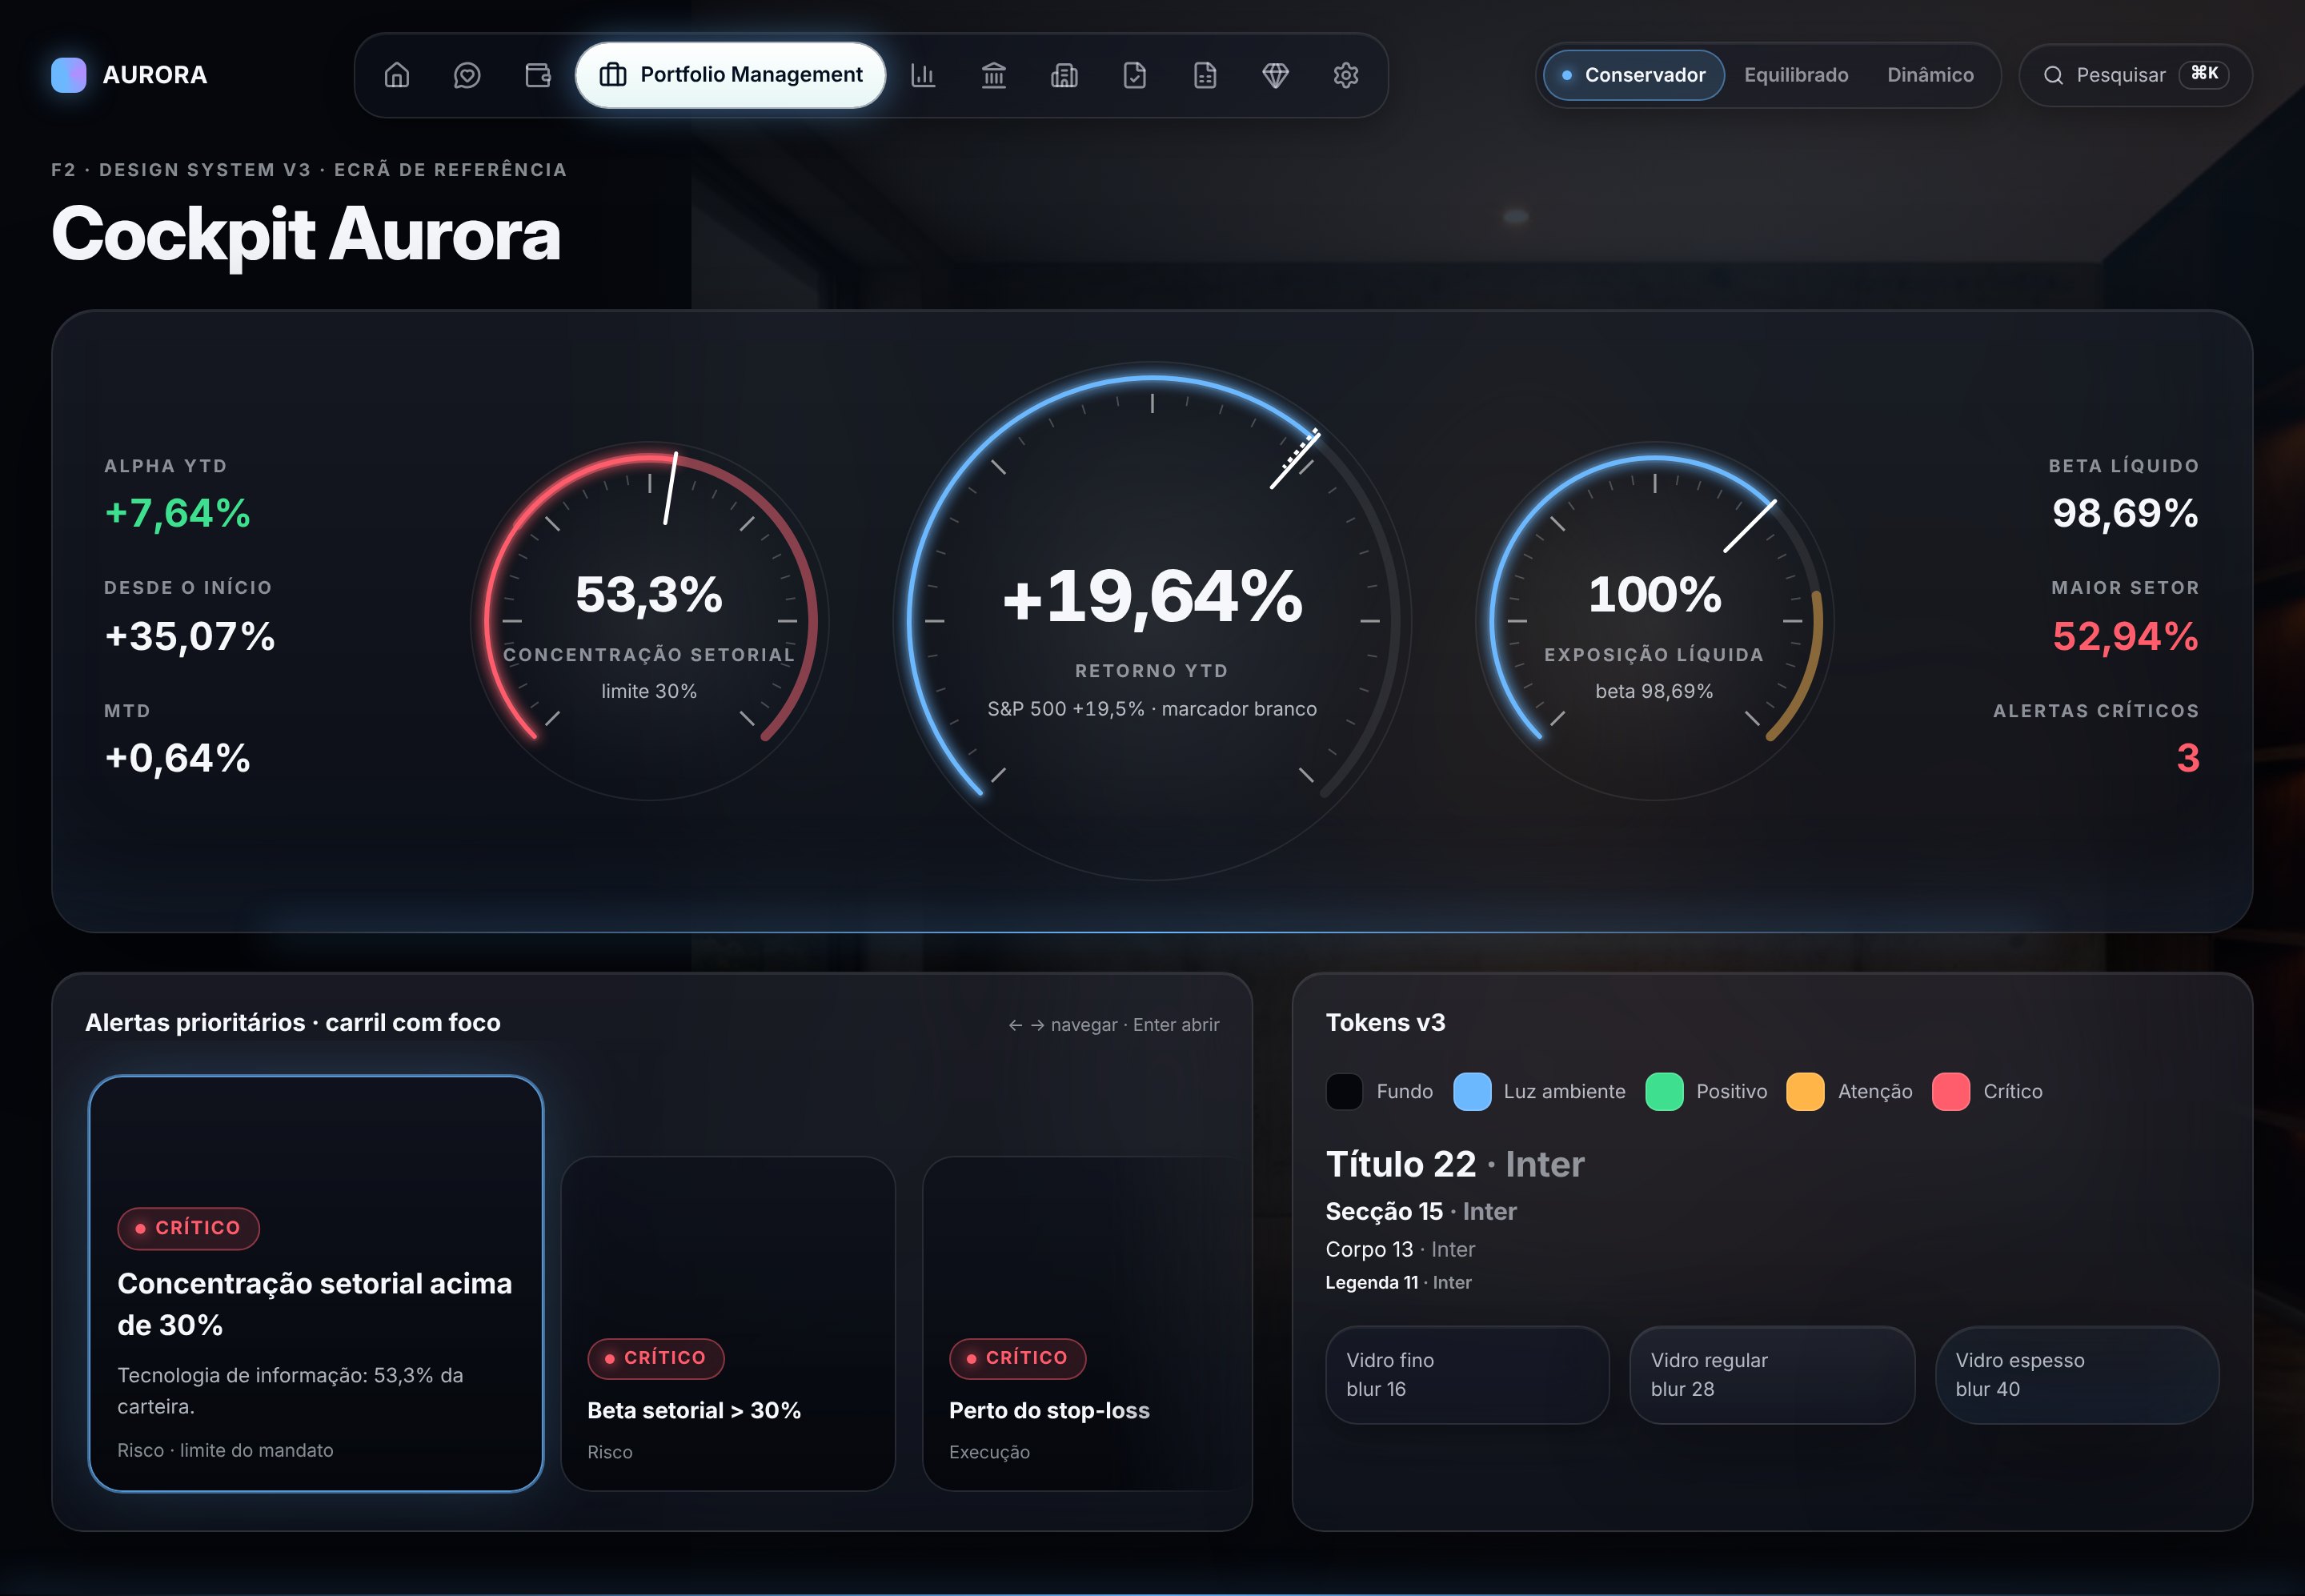 AURORA
Portfolio Management
Conservador
Equilibrado
Dinâmico
Pesquisar
⌘K
F2 · DESIGN SYSTEM V3 · ECRÃ DE REFERÊNCIA
Cockpit Aurora
ALPHA YTD
+7,64%
DESDE O INÍCIO
+35,07%
MTD
+0,64%
53,3%
CONCENTRAÇÃO SETORIAL
limite 30%
+19,64%
RETORNO YTD
S&P 500 +19,5% · marcador branco
100%
EXPOSIÇÃO LÍQUIDA
beta 98,69%
BETA LÍQUIDO
98,69%
MAIOR SETOR
52,94%
ALERTAS CRÍTICOS
3
Alertas prioritários · carril com foco
← → navegar · Enter abrir
CRÍTICO
Concentração setorial acima
de 30%
Tecnologia de informação: 53,3% da
carteira.
Risco · limite do mandato
CRÍTICO
Beta setorial > 30%
Risco
CRÍTICO
Perto do stop-loss
Execução
Tokens v3
Fundo
Luz ambiente
Positivo
Atenção
Crítico
Título 22 · Inter
Secção 15 · Inter
Corpo 13 · Inter
Legenda 11 · Inter
Vidro fino
blur 16
Vidro regular
blur 28
Vidro espesso
blur 40